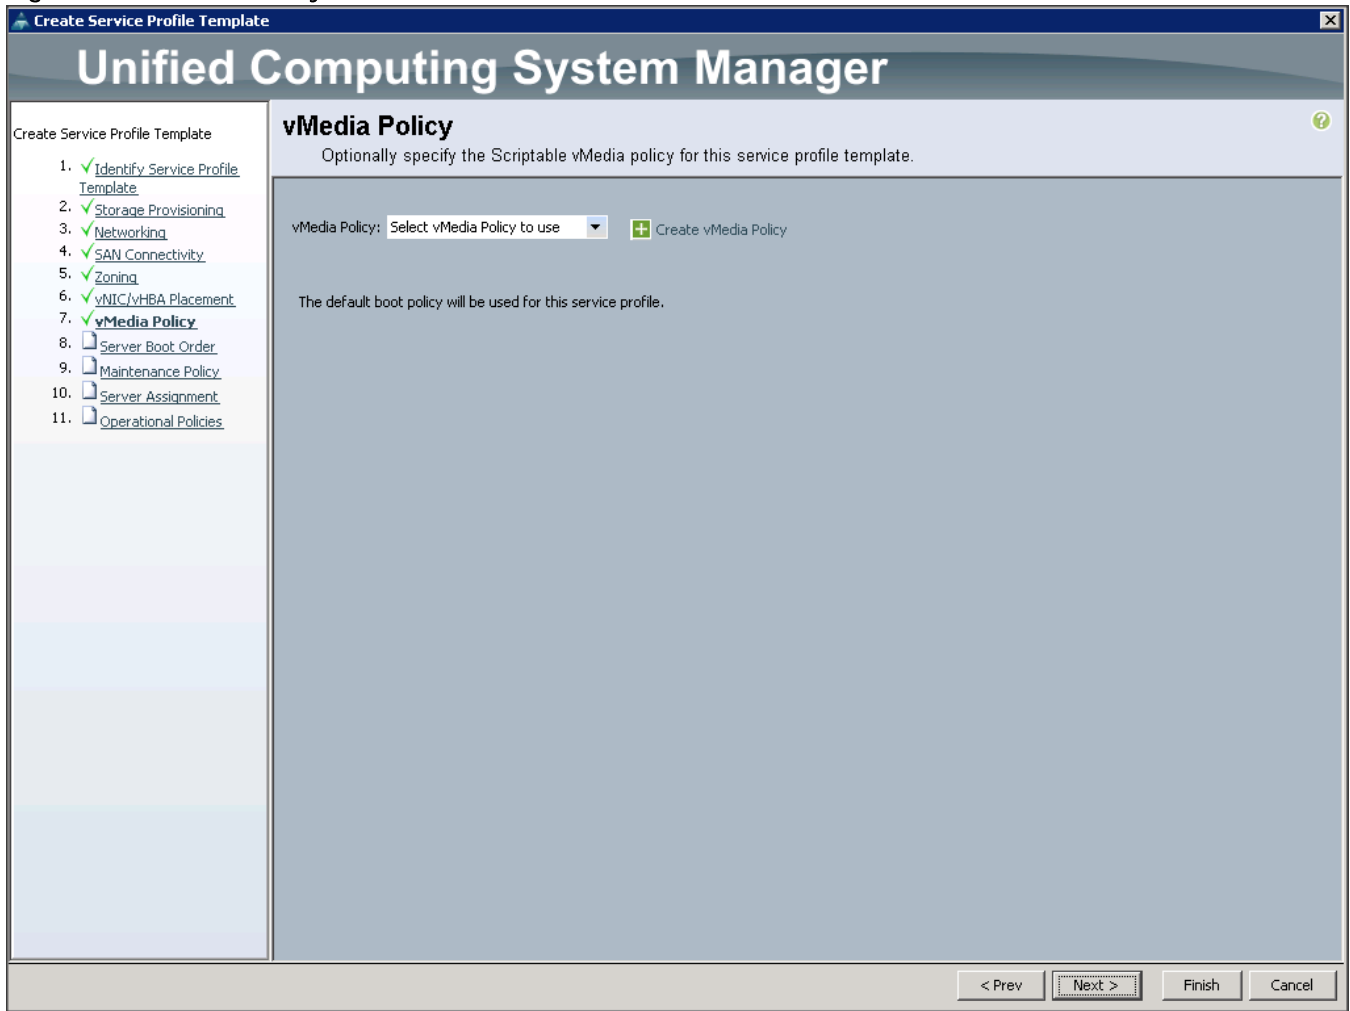 Create Service Profile Template
Unified Computing System Manager
Create Service Profile Template
1. Identify Service Profile
Template
2. Storage Provisioning
3. Networking
4. SAN Connectivity
5. Zoning
6. vNIC/vHBA Placement
7. vMedia Policy
8. Server Boot Order
9. Maintenance Policy
10. Server Assignment
11. Operational Policies
vMedia Policy
Optionally specify the Scriptable vMedia policy for this service profile template.
vMedia Policy: Select vMedia Policy to use
Create vMedia Policy
The default boot policy will be used for this service profile.
< Prev
Next >
Finish
Cancel